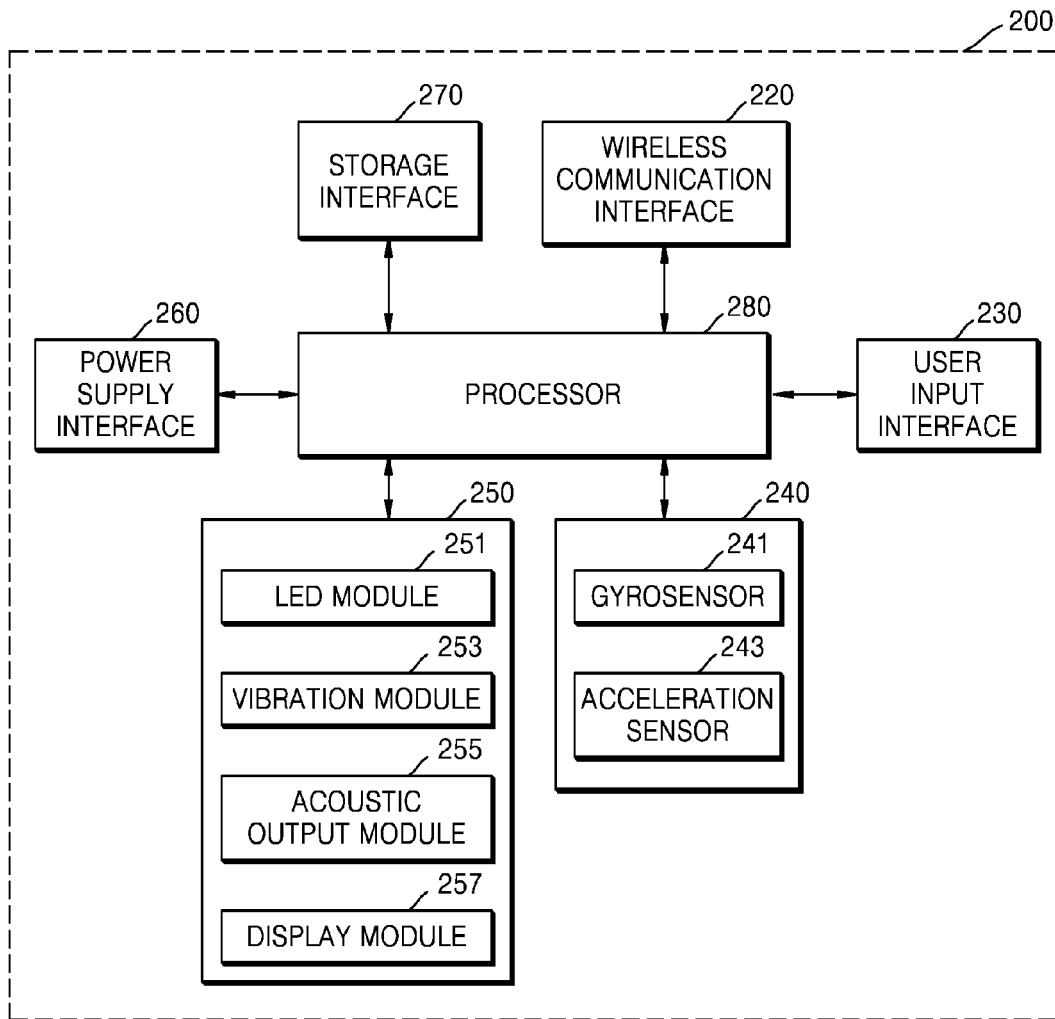 200
270
STORAGE
INTERFACE
220
WIRELESS
COMMUNICATION
INTERFACE
260
POWER
SUPPLY
INTERFACE
280
PROCESSOR
230
USER
INPUT
INTERFACE
250
251
LED MODULE
253
VIBRATION MODULE
255
ACOUSTIC
OUTPUT MODULE
257
DISPLAY MODULE
240
241
GYROSENSOR
243
ACCELERATION
SENSOR